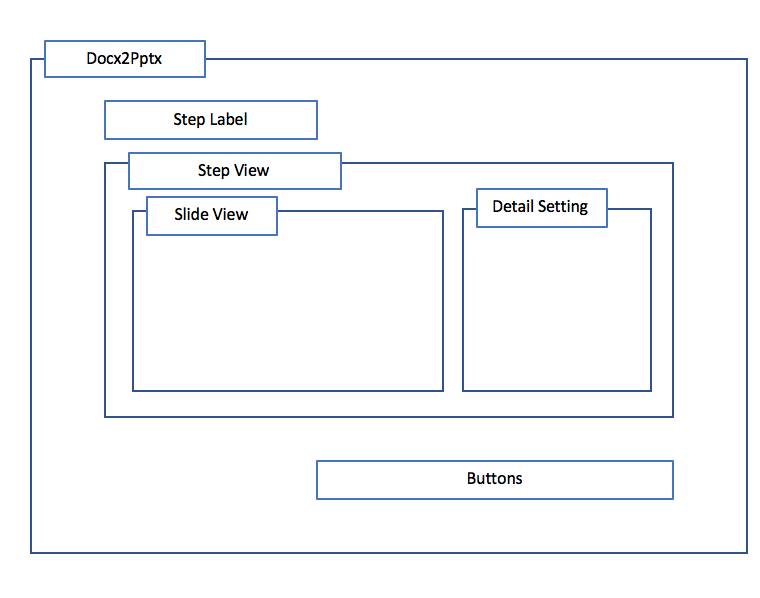 Docx2Pptx
Step Label
Step View
Slide View
Detail Setting
Buttons